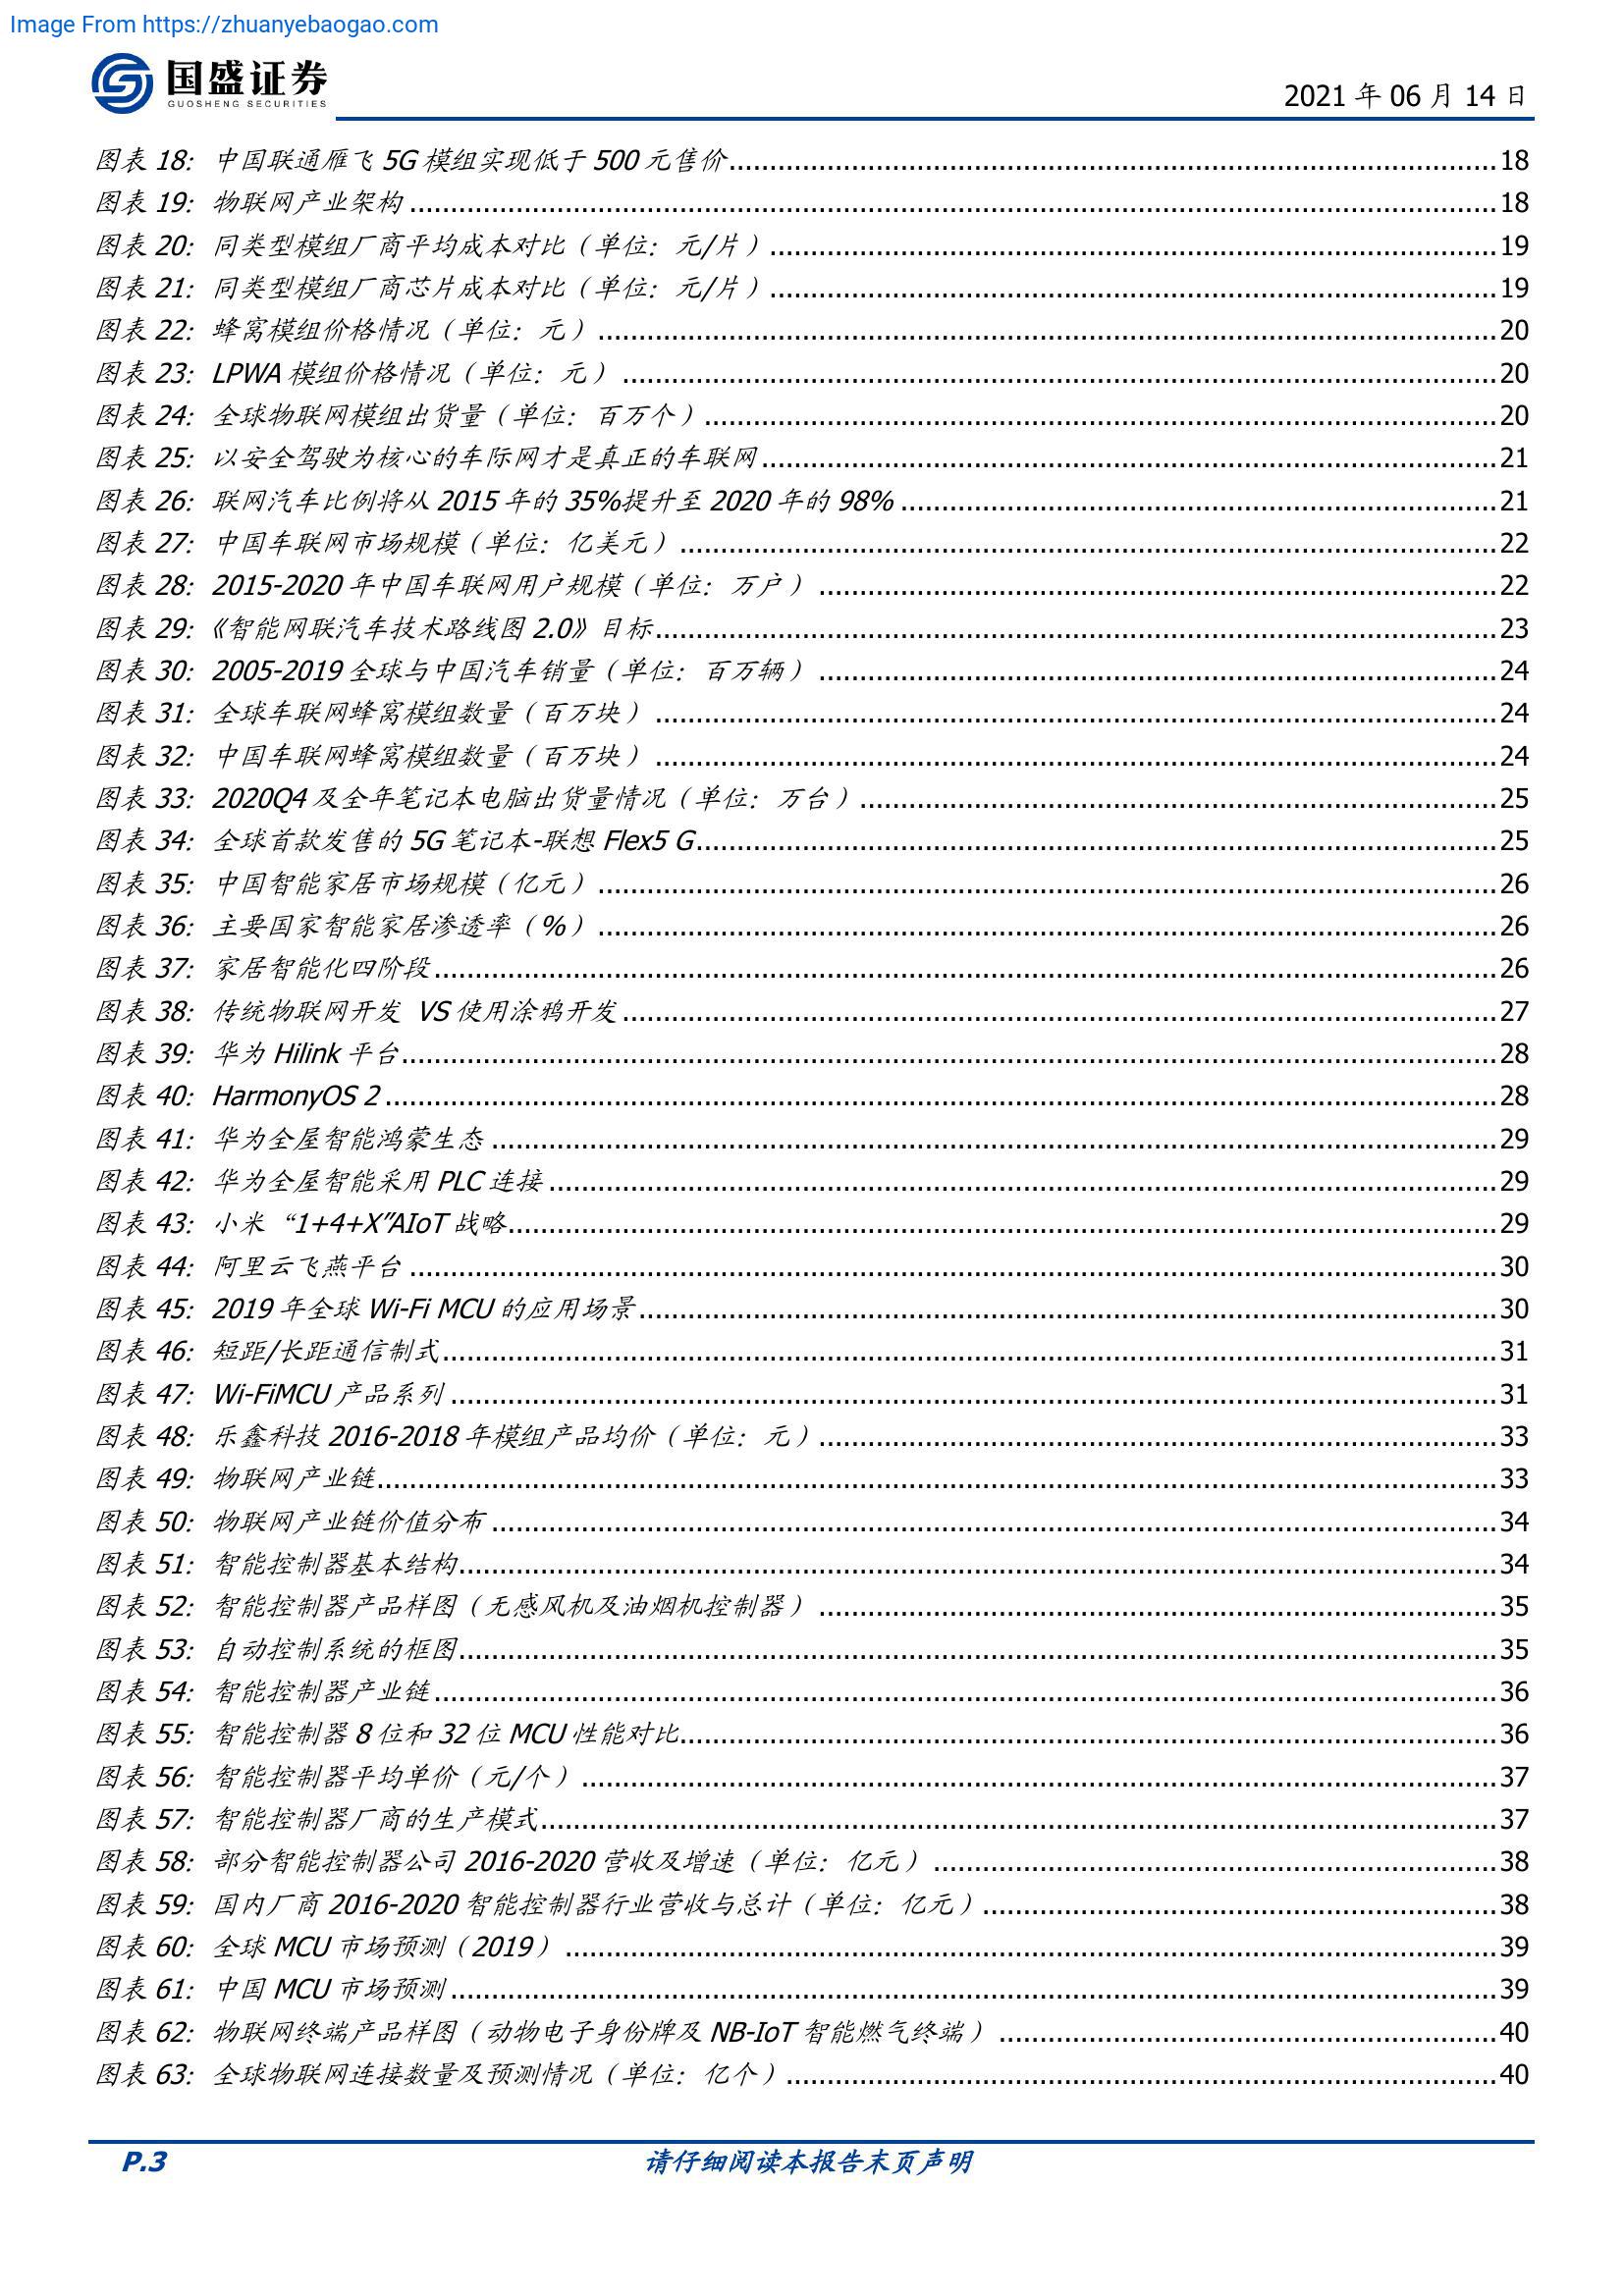 Image From https://zhuanyebaogao.com
国盛证券
GUOSHENG SECURITIES
2021 年 06 月 14 日
图表 18：中国联通雁飞 5G 模组实现低于 500 元售价 18
图表 19：物联网产业架构 18
图表 20：同类型模组厂商平均成本对比（单位：元/片） 19
图表 21：同类型模组厂商芯片成本对比（单位：元/片） 19
图表 22：蜂窝模组价格情况（单位：元） 20
图表 23：LPWA 模组价格情况（单位：元） 20
图表 24：全球物联网模组出货量（单位：百万个） 20
图表 25：以安全驾驶为核心的车际网才是真正的车联网 21
图表 26：联网汽车比例将从 2015 年的 35%提升至 2020 年的 98% 21
图表 27：中国车联网市场规模（单位：亿美元） 22
图表 28：2015-2020 年中国车联网用户规模（单位：万户） 22
图表 29：《智能网联汽车技术路线图 2.0》目标 23
图表 30：2005-2019 全球与中国汽车销量（单位：百万辆） 24
图表 31：全球车联网蜂窝模组数量（百万块） 24
图表 32：中国车联网蜂窝模组数量（百万块） 24
图表 33：2020Q4 及全年笔记本电脑出货量情况（单位：万台） 25
图表 34：全球首款发售的 5G 笔记本-联想 Flex5 G 25
图表 35：中国智能家居市场规模（亿元） 26
图表 36：主要国家智能家居渗透率（%） 26
图表 37：家居智能化四阶段 26
图表 38：传统物联网开发 VS 使用涂鸦开发 27
图表 39：华为 Hilink 平台 28
图表 40：HarmonyOS 2 28
图表 41：华为全屋智能鸿蒙生态 29
图表 42：华为全屋智能采用 PLC 连接 29
图表 43：小米“1+4+X”AIoT 战略 29
图表 44：阿里云飞燕平台 30
图表 45：2019 年全球 Wi-Fi MCU 的应用场景 30
图表 46：短距/长距通信制式 31
图表 47：Wi-FiMCU 产品系列 31
图表 48：乐鑫科技 2016-2018 年模组产品均价（单位：元） 33
图表 49：物联网产业链 33
图表 50：物联网产业链价值分布 34
图表 51：智能控制器基本结构 34
图表 52：智能控制器产品样图（无感风机及油烟机控制器） 35
图表 53：自动控制系统的框图 35
图表 54：智能控制器产业链 36
图表 55：智能控制器 8 位和 32 位 MCU 性能对比 36
图表 56：智能控制器平均单价（元/个） 37
图表 57：智能控制器厂商的生产模式 37
图表 58：部分智能控制器公司 2016-2020 营收及增速（单位：亿元） 38
图表 59：国内厂商 2016-2020 智能控制器行业营收与总计（单位：亿元） 38
图表 60：全球 MCU 市场预测（2019） 39
图表 61：中国 MCU 市场预测 39
图表 62：物联网终端产品样图（动物电子身份牌及 NB-IoT 智能燃气终端） 40
图表 63：全球物联网连接数量及预测情况（单位：亿个） 40
P.3
请仔细阅读本报告末页声明